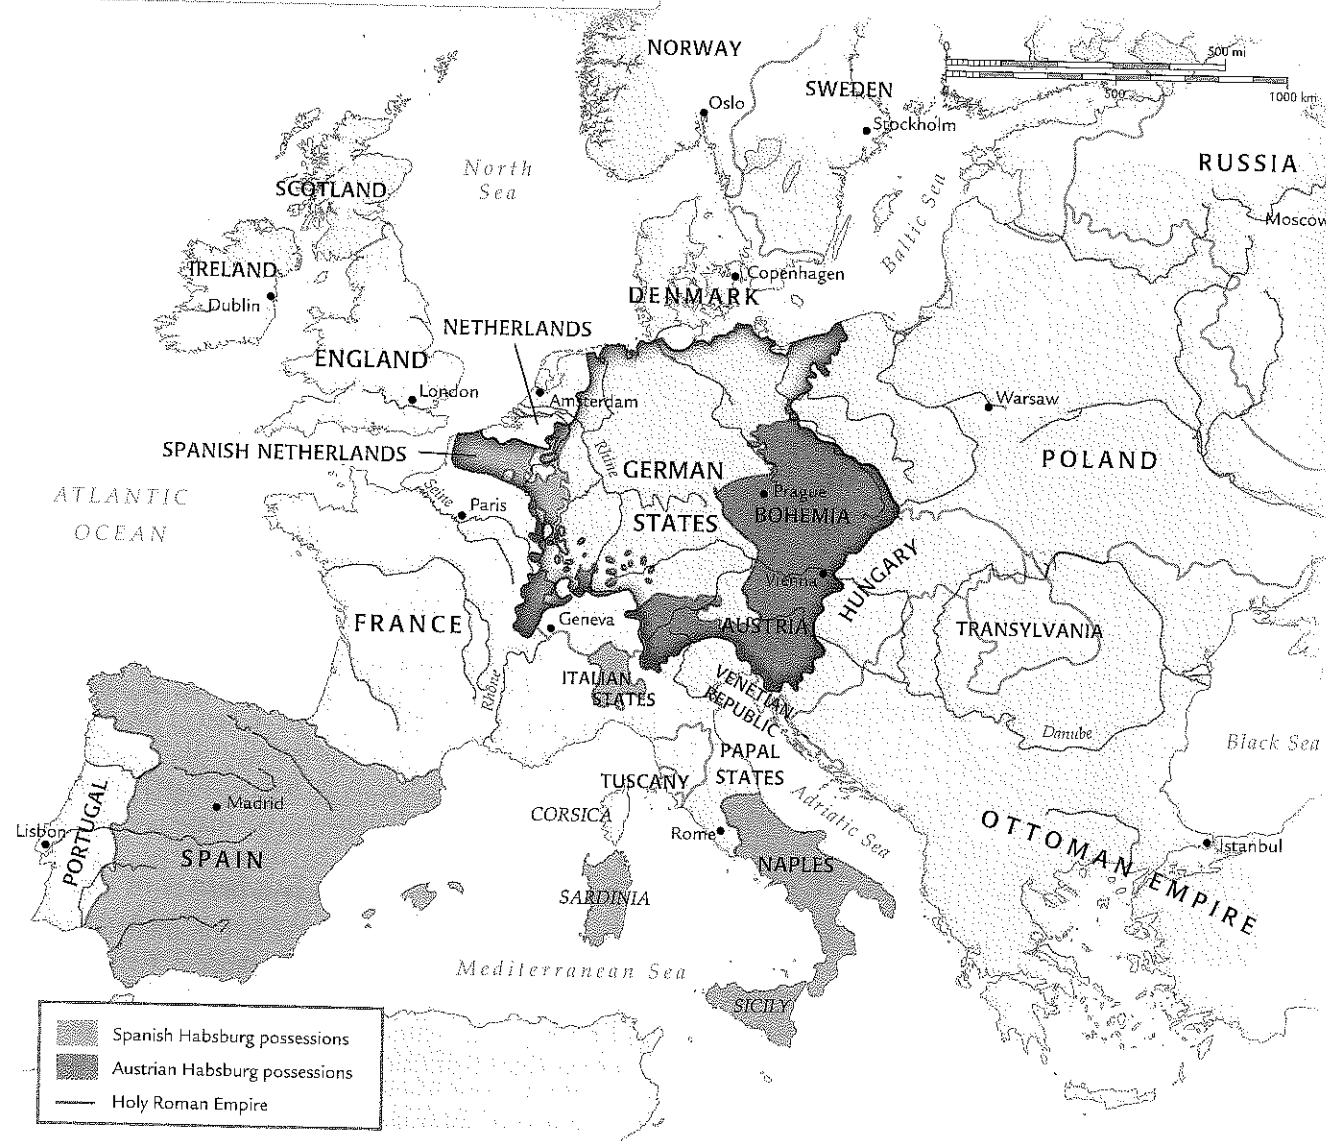 NORWAY
500 mi
0
SWEDEN
0
500
1000 km
Oslo
Stockholm
North
Sea
RUSSIA
SCOTLAND
Moscow
Baltic Sea
IRELAND
Dublin
Copenhagen
DENMARK
NETHERLANDS
ENGLAND
London
Amsterdam
Warsaw
SPANISH NETHERLANDS
Rhine
GERMAN
STATES
POLAND
ATLANTIC
OCEAN
Seine
Paris
Prague
BOHEMIA
Vienna
HUNGARY
FRANCE
Geneva
AUSTRIA
TRANSYLVANIA
ITALIAN
STATES
Rhône
VENETIAN
REPUBLIC
Danube
Black Sea
PAPAL
STATES
TUSCANY
CORSICA
Adriatic Sea
Madrid
Lisbon
PORTUGAL
SPAIN
Rome
NAPLES
OTTOMAN EMPIRE
Istanbul
SARDINIA
Mediterranean Sea
SICILY
Spanish Habsburg possessions
Austrian Habsburg possessions
Holy Roman Empire